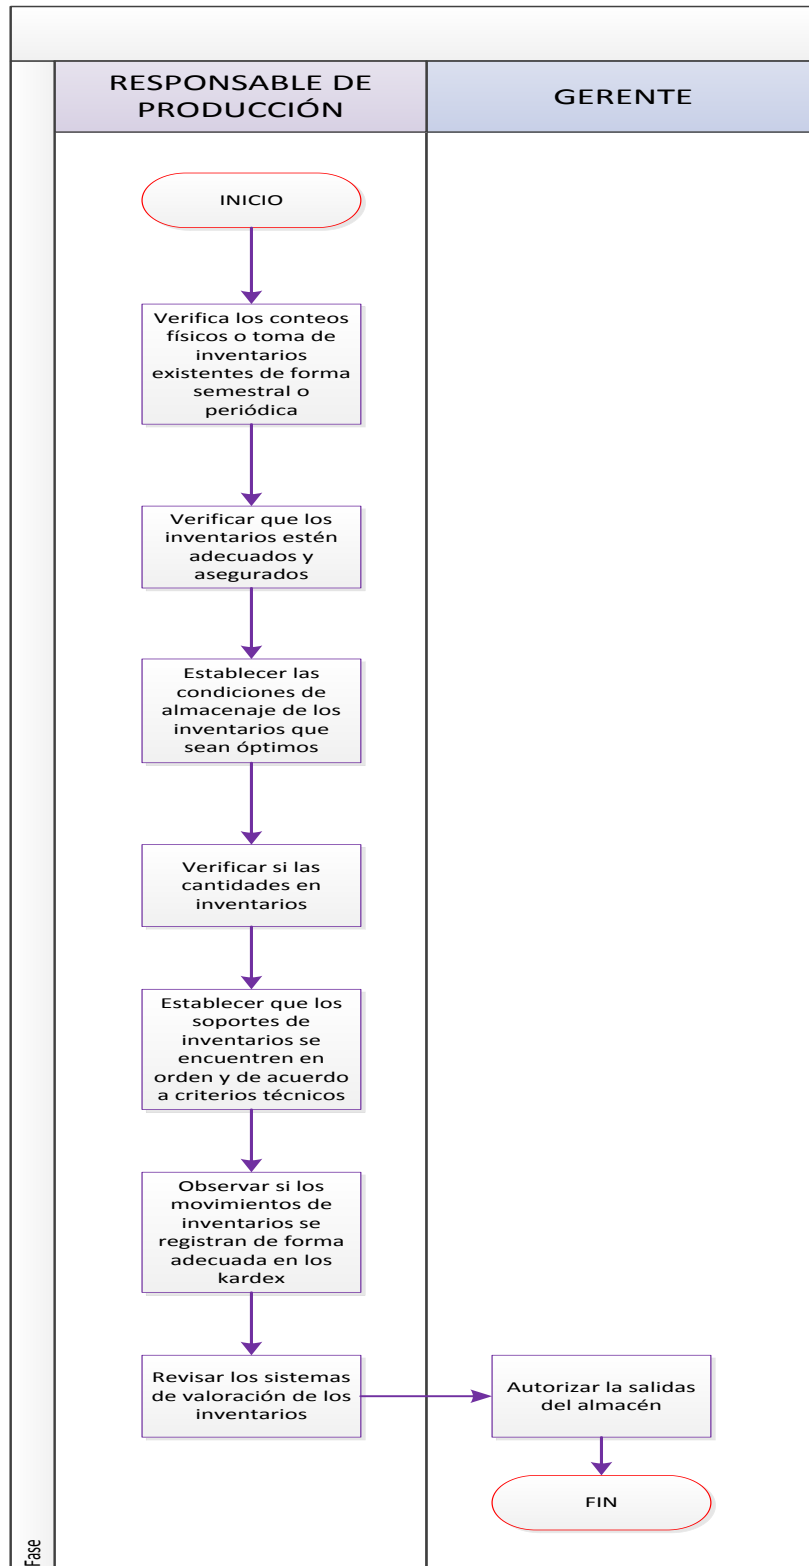 RESPONSABLE DE
PRODUCCIÓN
GERENTE
INICIO
Verifica los conteos
físicos o toma de
inventarios
existentes de forma
semestral o
periódica
Verificar que los
inventarios estén
adecuados y
asegurados
Establecer las
condiciones de
almacenaje de los
inventarios que
sean óptimos
Verificar si las
cantidades en
inventarios
Establecer que los
soportes de
inventarios se
encuentren en
orden y de acuerdo
a criterios técnicos
Observar si los
movimientos de
inventarios se
registran de forma
adecuada en los
kardex
Revisar los sistemas
de valoración de los
inventarios
Autorizar la salidas
del almacén
FIN
Fase